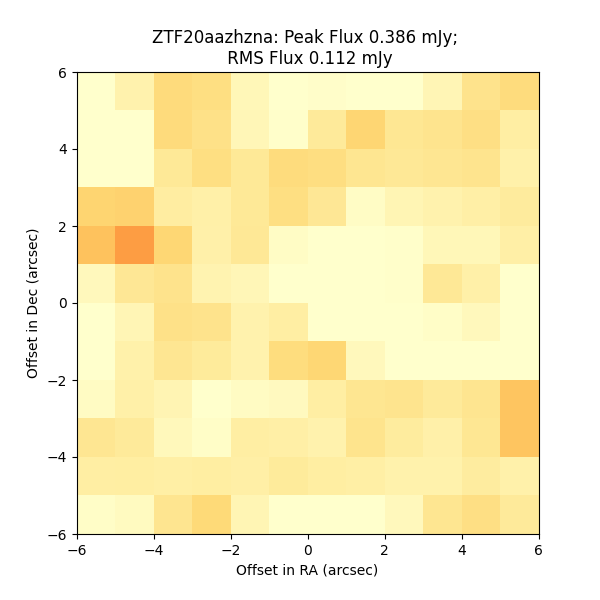 ZTF20aazhzna: Peak Flux 0.386 mJy;
RMS Flux 0.112 mJy
6
4
2
0
−2
−4
−6
Offset in Dec (arcsec)
−6 −4 −2 0 2 4 6
Offset in RA (arcsec)